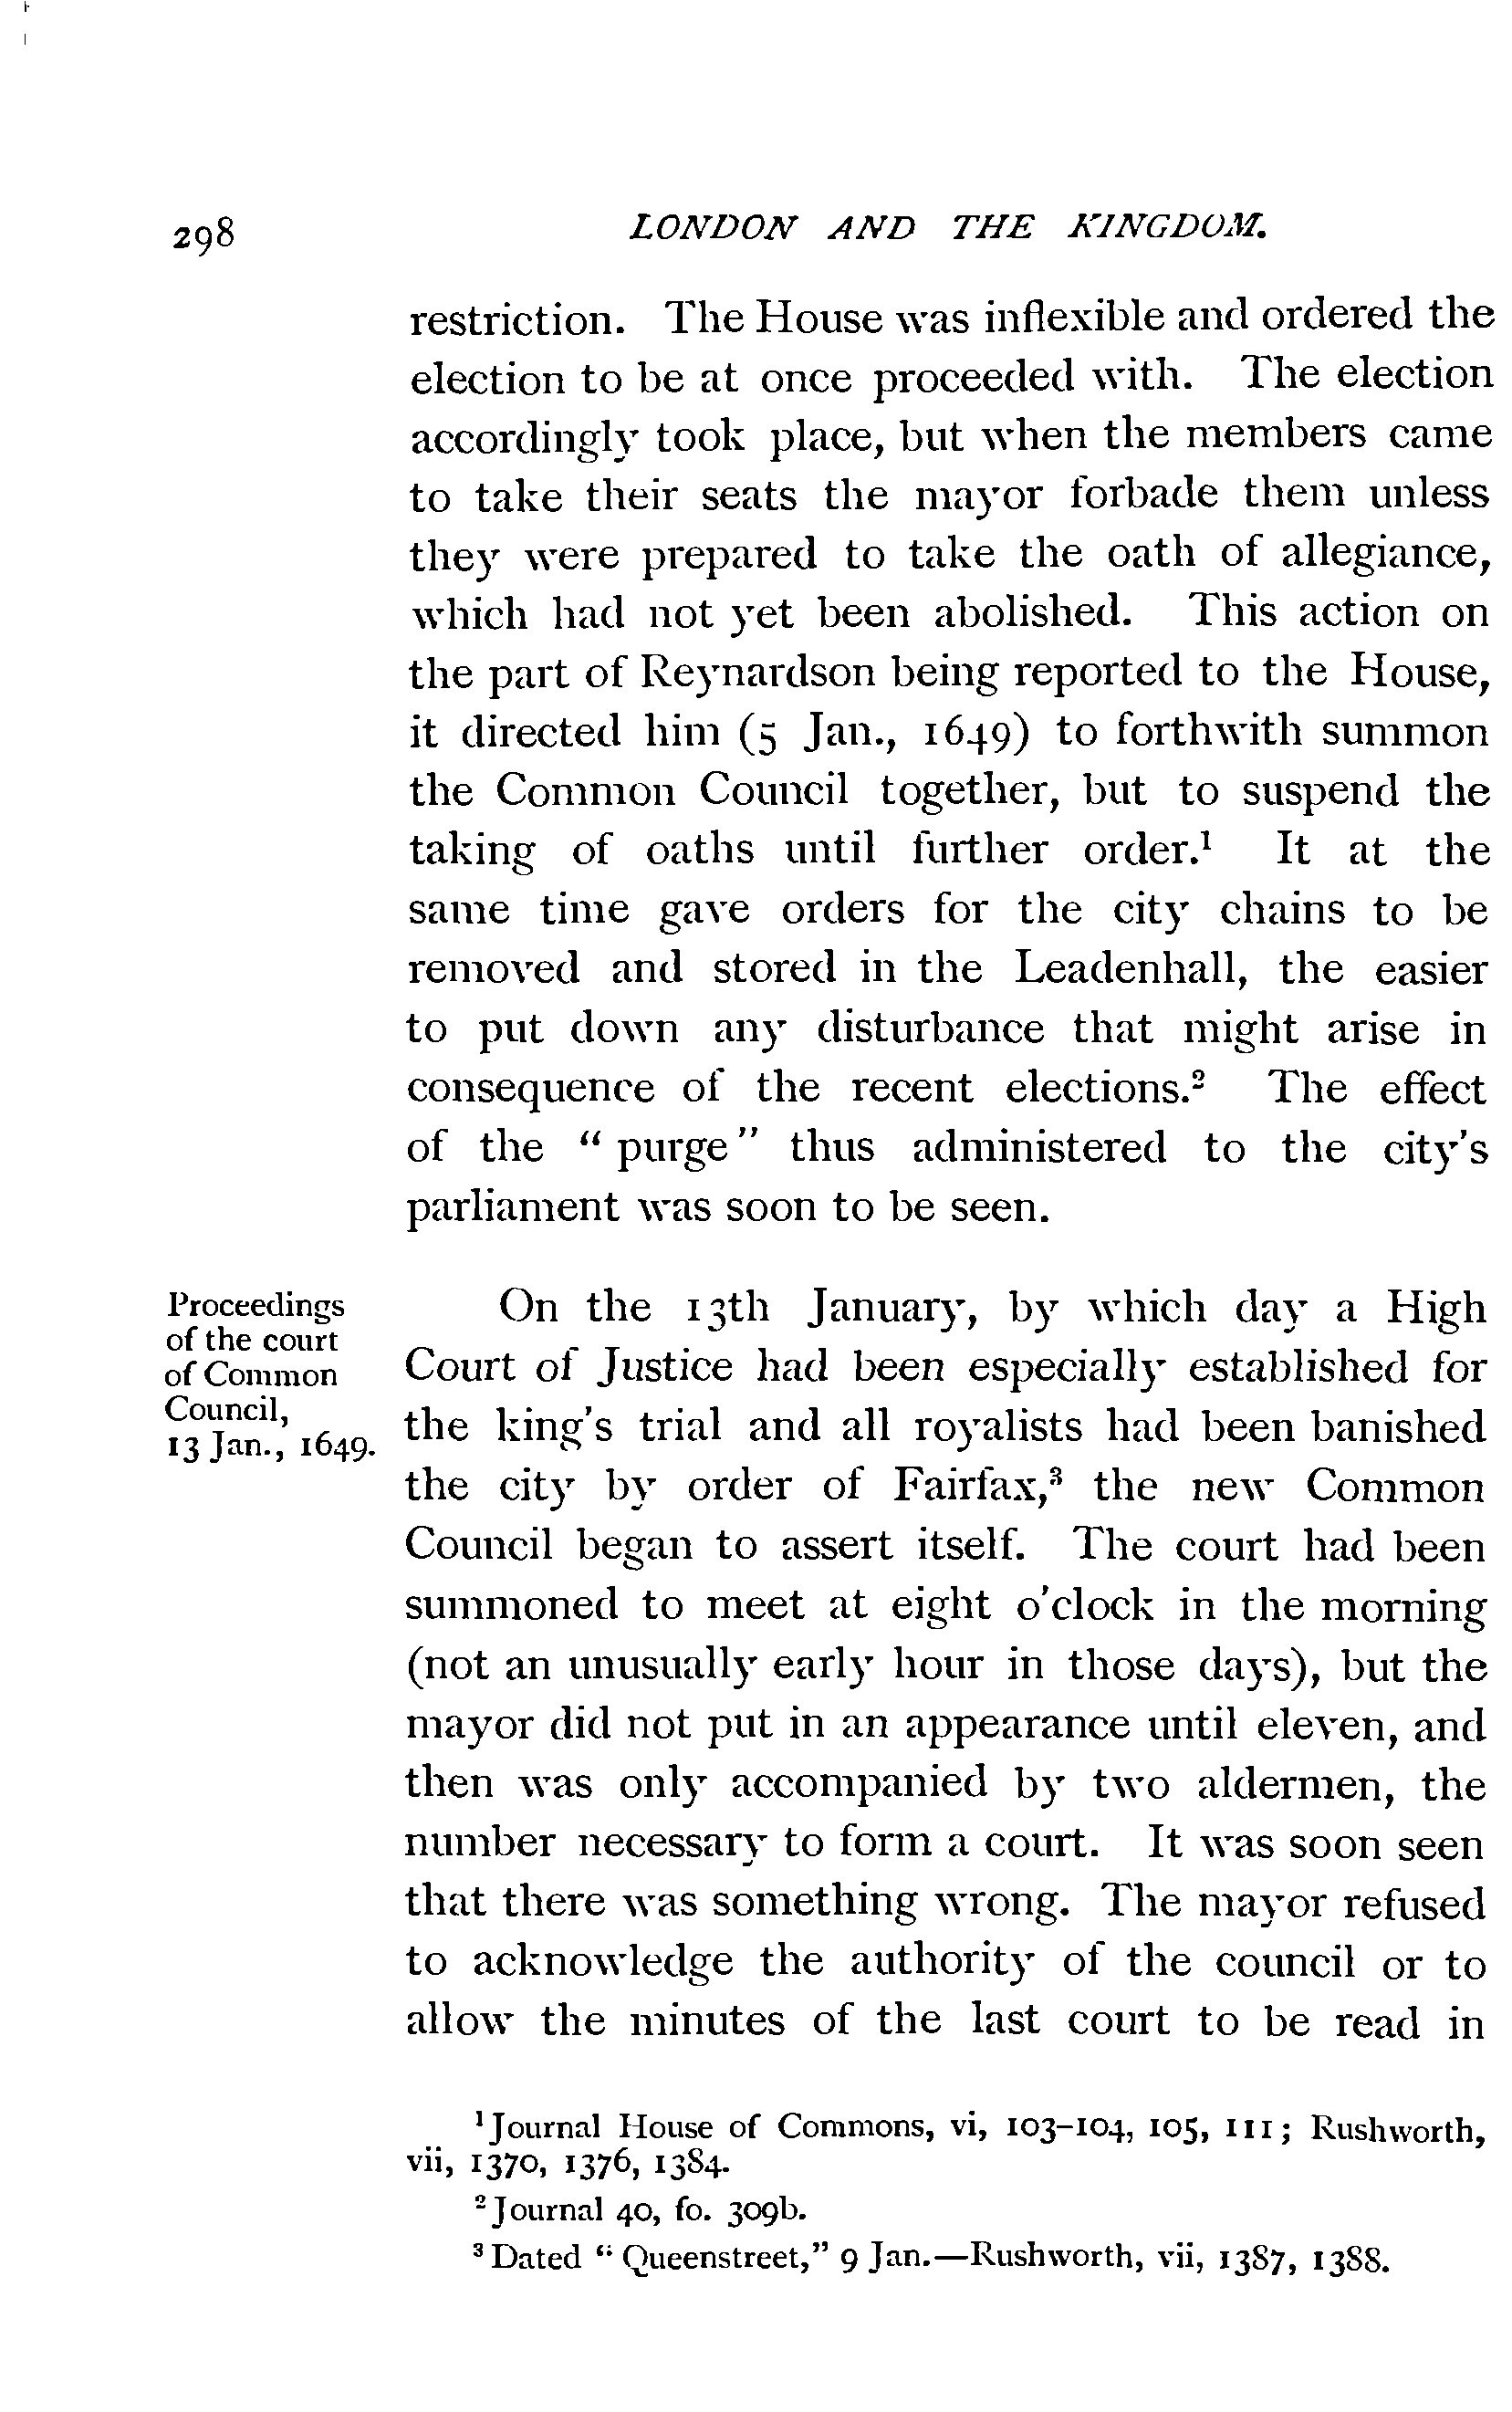 298 LONDON AND THE KINGDOM.
restriction. The House was inflexible and ordered the
election to be at once proceeded with. The election
accordingly took place, but when the members came
to take their seats the mayor forbade them unless
they were prepared to take the oath of allegiance,
which had not yet been abolished. This action on
the part of Reynardson being reported to the House,
it directed him (5 Jan., 1649) to forthwith summon
the Common Council together, but to suspend the
taking of oaths until further order.¹ It at the
same time gave orders for the city chains to be
removed and stored in the Leadenhall, the easier
to put down any disturbance that might arise in
consequence of the recent elections.² The effect
of the "purge" thus administered to the city's
parliament was soon to be seen.
Proceedings
of the court
of Common
Council,
13 Jan., 1649.
On the 13th January, by which day a High
Court of Justice had been especially established for
the king's trial and all royalists had been banished
the city by order of Fairfax,³ the new Common
Council began to assert itself. The court had been
summoned to meet at eight o'clock in the morning
(not an unusually early hour in those days), but the
mayor did not put in an appearance until eleven, and
then was only accompanied by two aldermen, the
number necessary to form a court. It was soon seen
that there was something wrong. The mayor refused
to acknowledge the authority of the council or to
allow the minutes of the last court to be read in
¹ Journal House of Commons, vi, 103–104, 105, 111; Rushworth,
vii, 1370, 1376, 1384.
² Journal 40, fo. 309b.
³ Dated "Queenstreet," 9 Jan.—Rushworth, vii, 1387, 1388.